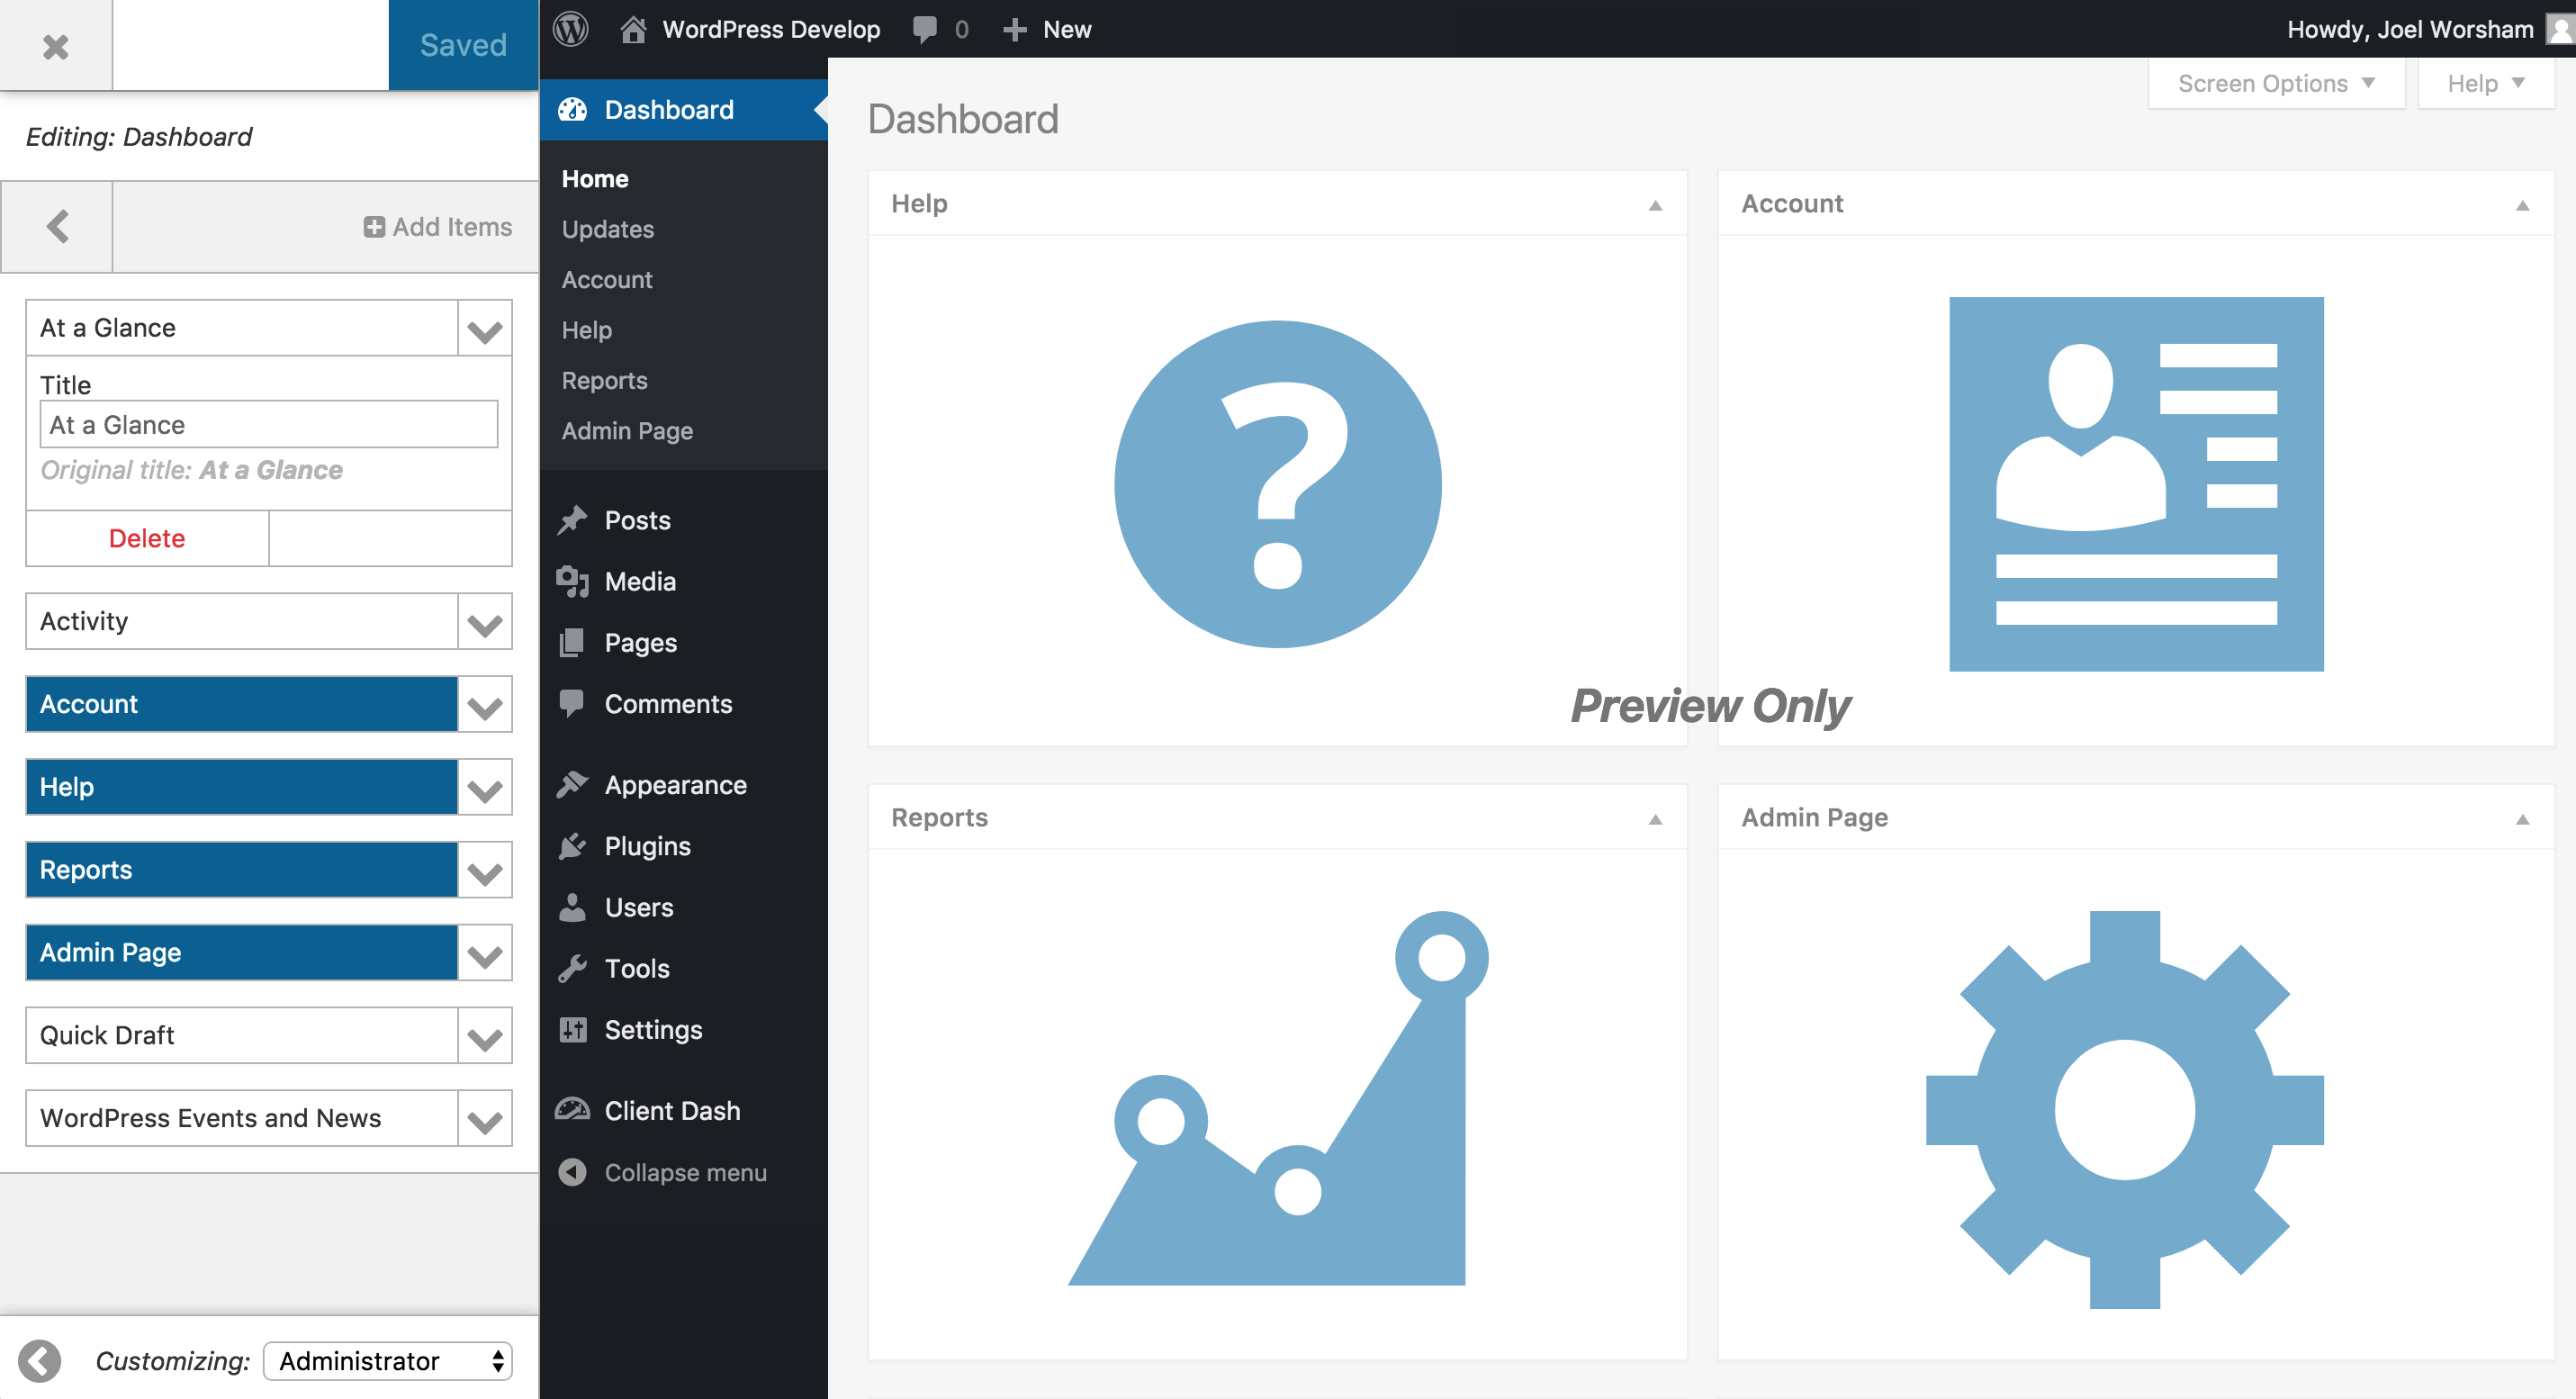 Saved
Editing: Dashboard
Add Items
At a Glance
Title
At a Glance
Original title: At a Glance
Delete
Activity
Account
Help
Reports
Admin Page
Quick Draft
WordPress Events and News
Customizing: Administrator
WordPress Develop 0 New
Howdy, Joel Worsham
Dashboard
Home
Updates
Account
Help
Reports
Admin Page
Posts
Media
Pages
Comments
Appearance
Plugins
Users
Tools
Settings
Client Dash
Collapse menu
Screen Options Help
Dashboard
Help
Account
?
Preview Only
Reports
Admin Page